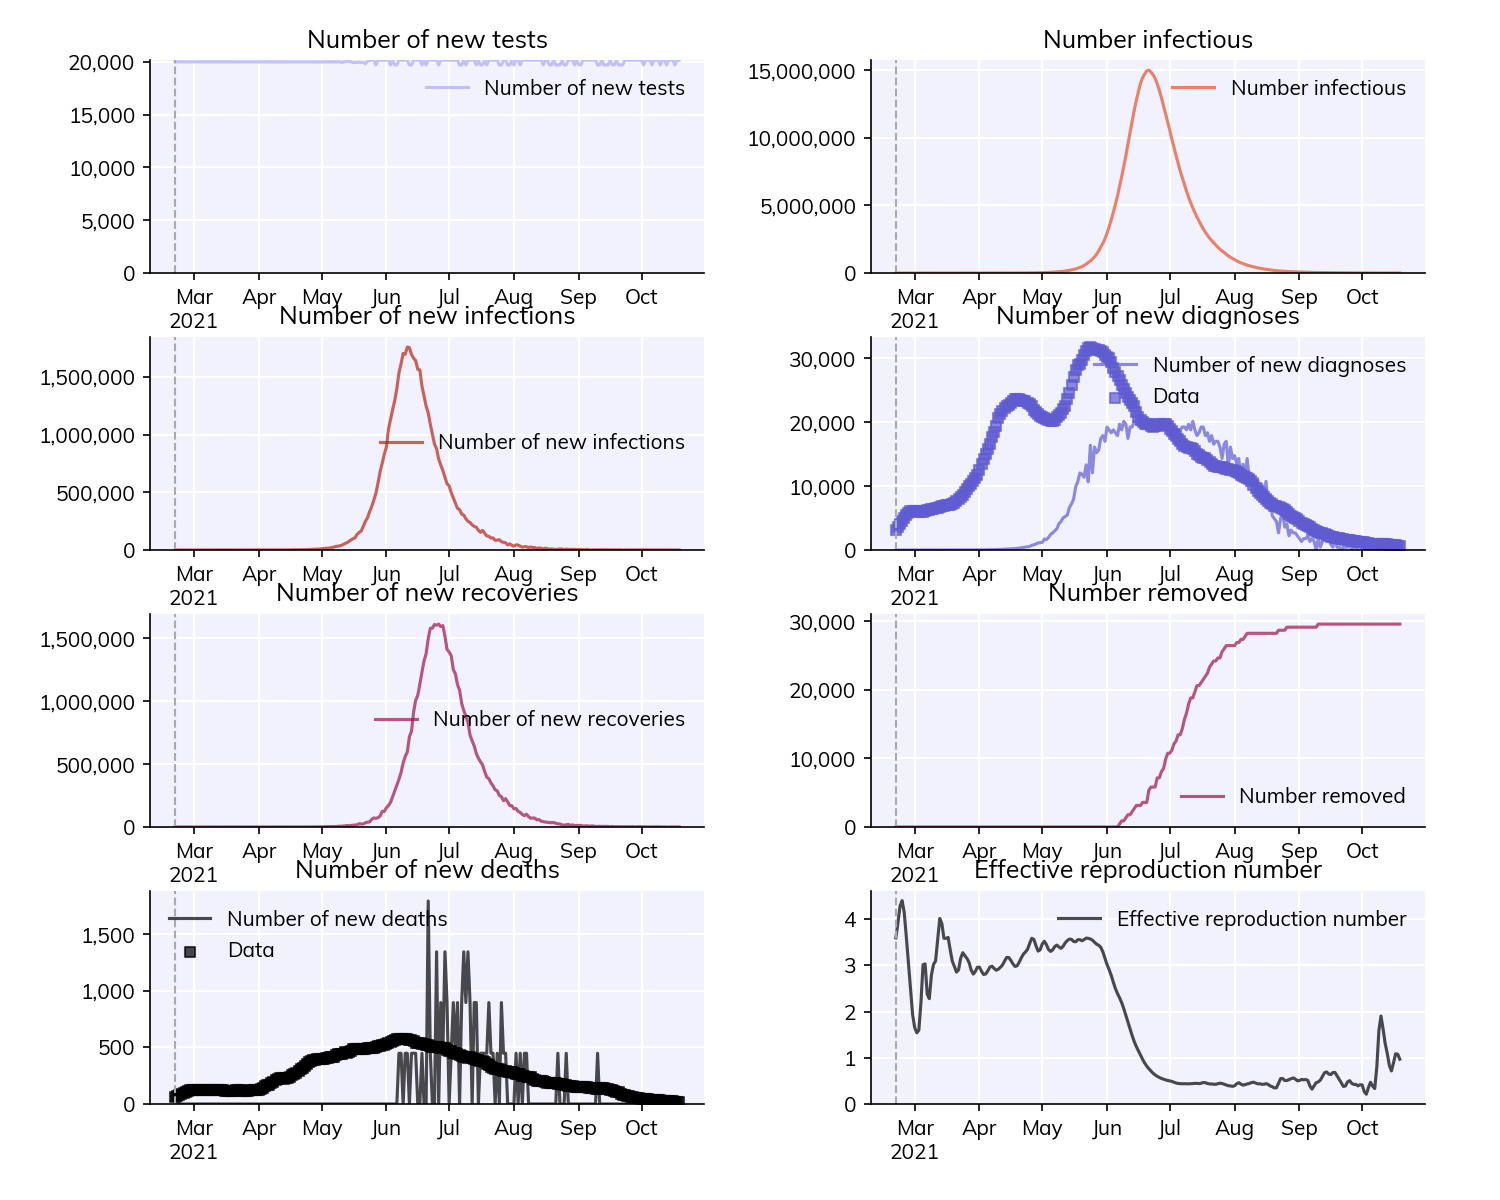 Number of new tests
20,000
15,000
10,000
5,000
0
Number of new tests
Mar Apr May Jun Jul Aug Sep Oct
2021
Number infectious
15,000,000
10,000,000
5,000,000
0
Number infectious
Mar Apr May Jun Jul Aug Sep Oct
2021
Number of new infections
1,500,000
1,000,000
500,000
0
Number of new infections
Mar Apr May Jun Jul Aug Sep Oct
2021
Number of new diagnoses
30,000
20,000
10,000
0
Number of new diagnoses
Data
Mar Apr May Jun Jul Aug Sep Oct
2021
Number of new recoveries
1,500,000
1,000,000
500,000
0
Number of new recoveries
Mar Apr May Jun Jul Aug Sep Oct
2021
Number removed
30,000
20,000
10,000
0
Number removed
Mar Apr May Jun Jul Aug Sep Oct
2021
Number of new deaths
1,500
1,000
500
0
Number of new deaths
Data
Mar Apr May Jun Jul Aug Sep Oct
2021
Effective reproduction number
4
3
2
1
0
Effective reproduction number
Mar Apr May Jun Jul Aug Sep Oct
2021